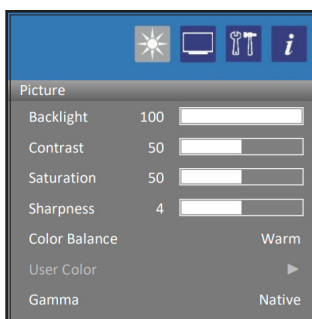 i
Picture
Backlight 100
Contrast 50
Saturation 50
Sharpness 4
Color Balance Warm
User Color
Gamma Native